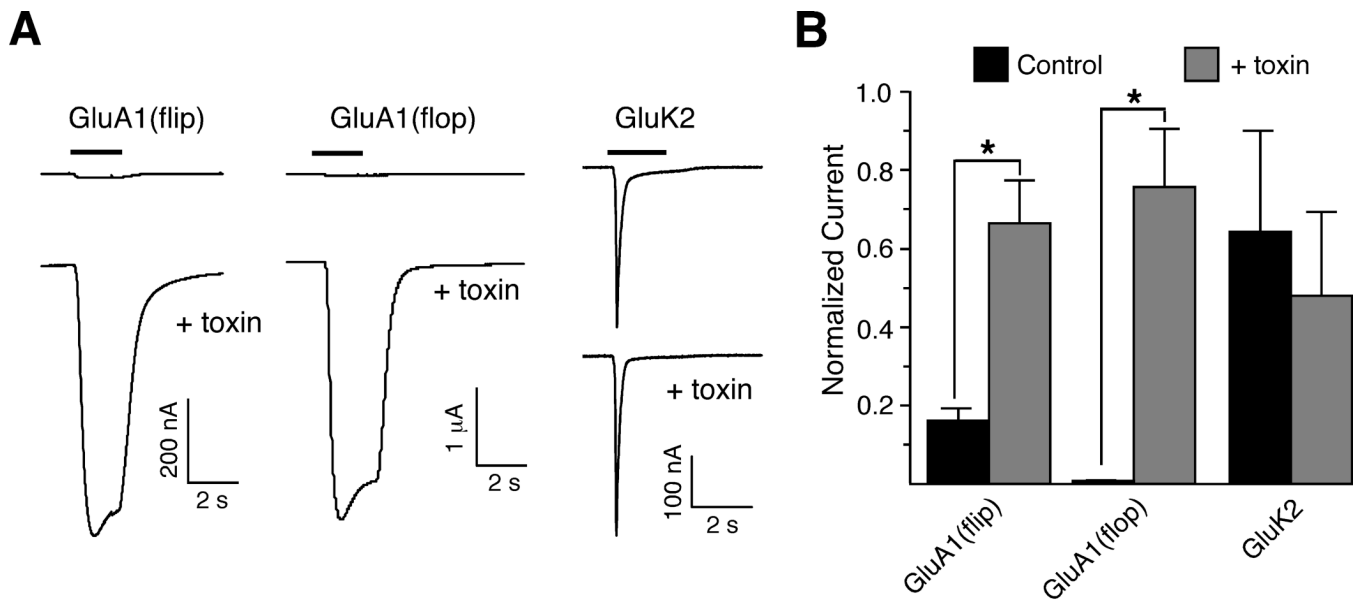 A
GluA1(flip)
GluA1(flop)
GluK2
+ toxin
+ toxin
+ toxin
200 nA
2 s
1 µA
2 s
100 nA
2 s
B
Control
+ toxin
Normalized Current
1.0
0.8
0.6
0.4
0.2
*
*
GluA1(flip)
GluA1(flop)
GluK2